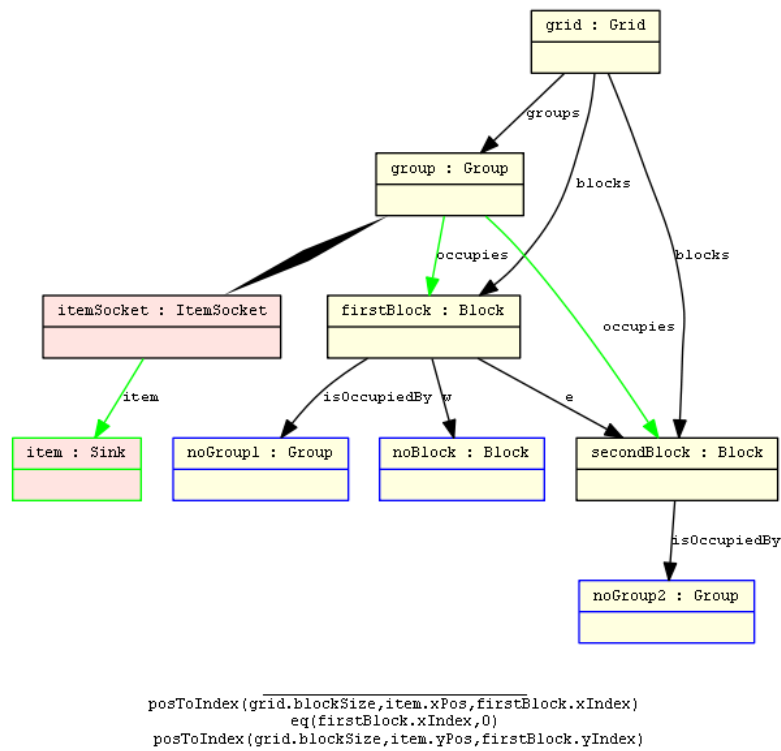 grid : Grid
groups
group : Group
blocks
blocks
occupies
itemSocket : ItemSocket
firstBlock : Block
occupies
item
isOccupiedBy
w
e
item : Sink
noGroup1 : Group
noBlock : Block
secondBlock : Block
isOccupiedBy
noGroup2 : Group
posToIndex(grid.blockSize,item.xPos,firstBlock.xIndex)
eq(firstBlock.xIndex,0)
posToIndex(grid.blockSize,item.yPos,firstBlock.yIndex)